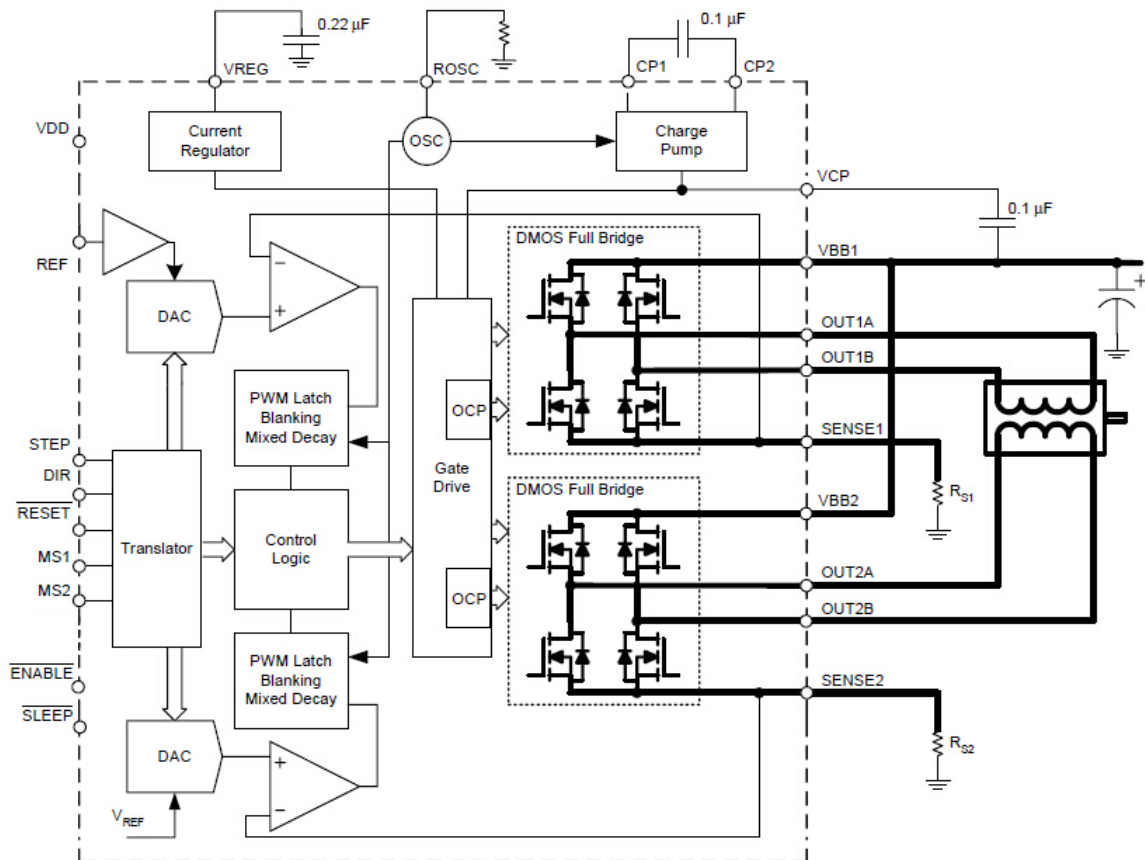 0.22 µF
0.1 µF
VREG
ROSC
CP1
CP2
VDD
Current
Regulator
OSC
Charge
Pump
VCP
0.1 µF
REF
DMOS Full Bridge
VBB1
DAC
−
+
OUT1A
OUT1B
PWM Latch
Blanking
Mixed Decay
OCP
SENSE1
STEP
DIR
RESET
MS1
MS2
Translator
Control
Logic
Gate
Drive
DMOS Full Bridge
RS1
VBB2
OUT2A
OCP
OUT2B
PWM Latch
Blanking
Mixed Decay
ENABLE
SLEEP
SENSE2
DAC
+
−
RS2
VREF
+